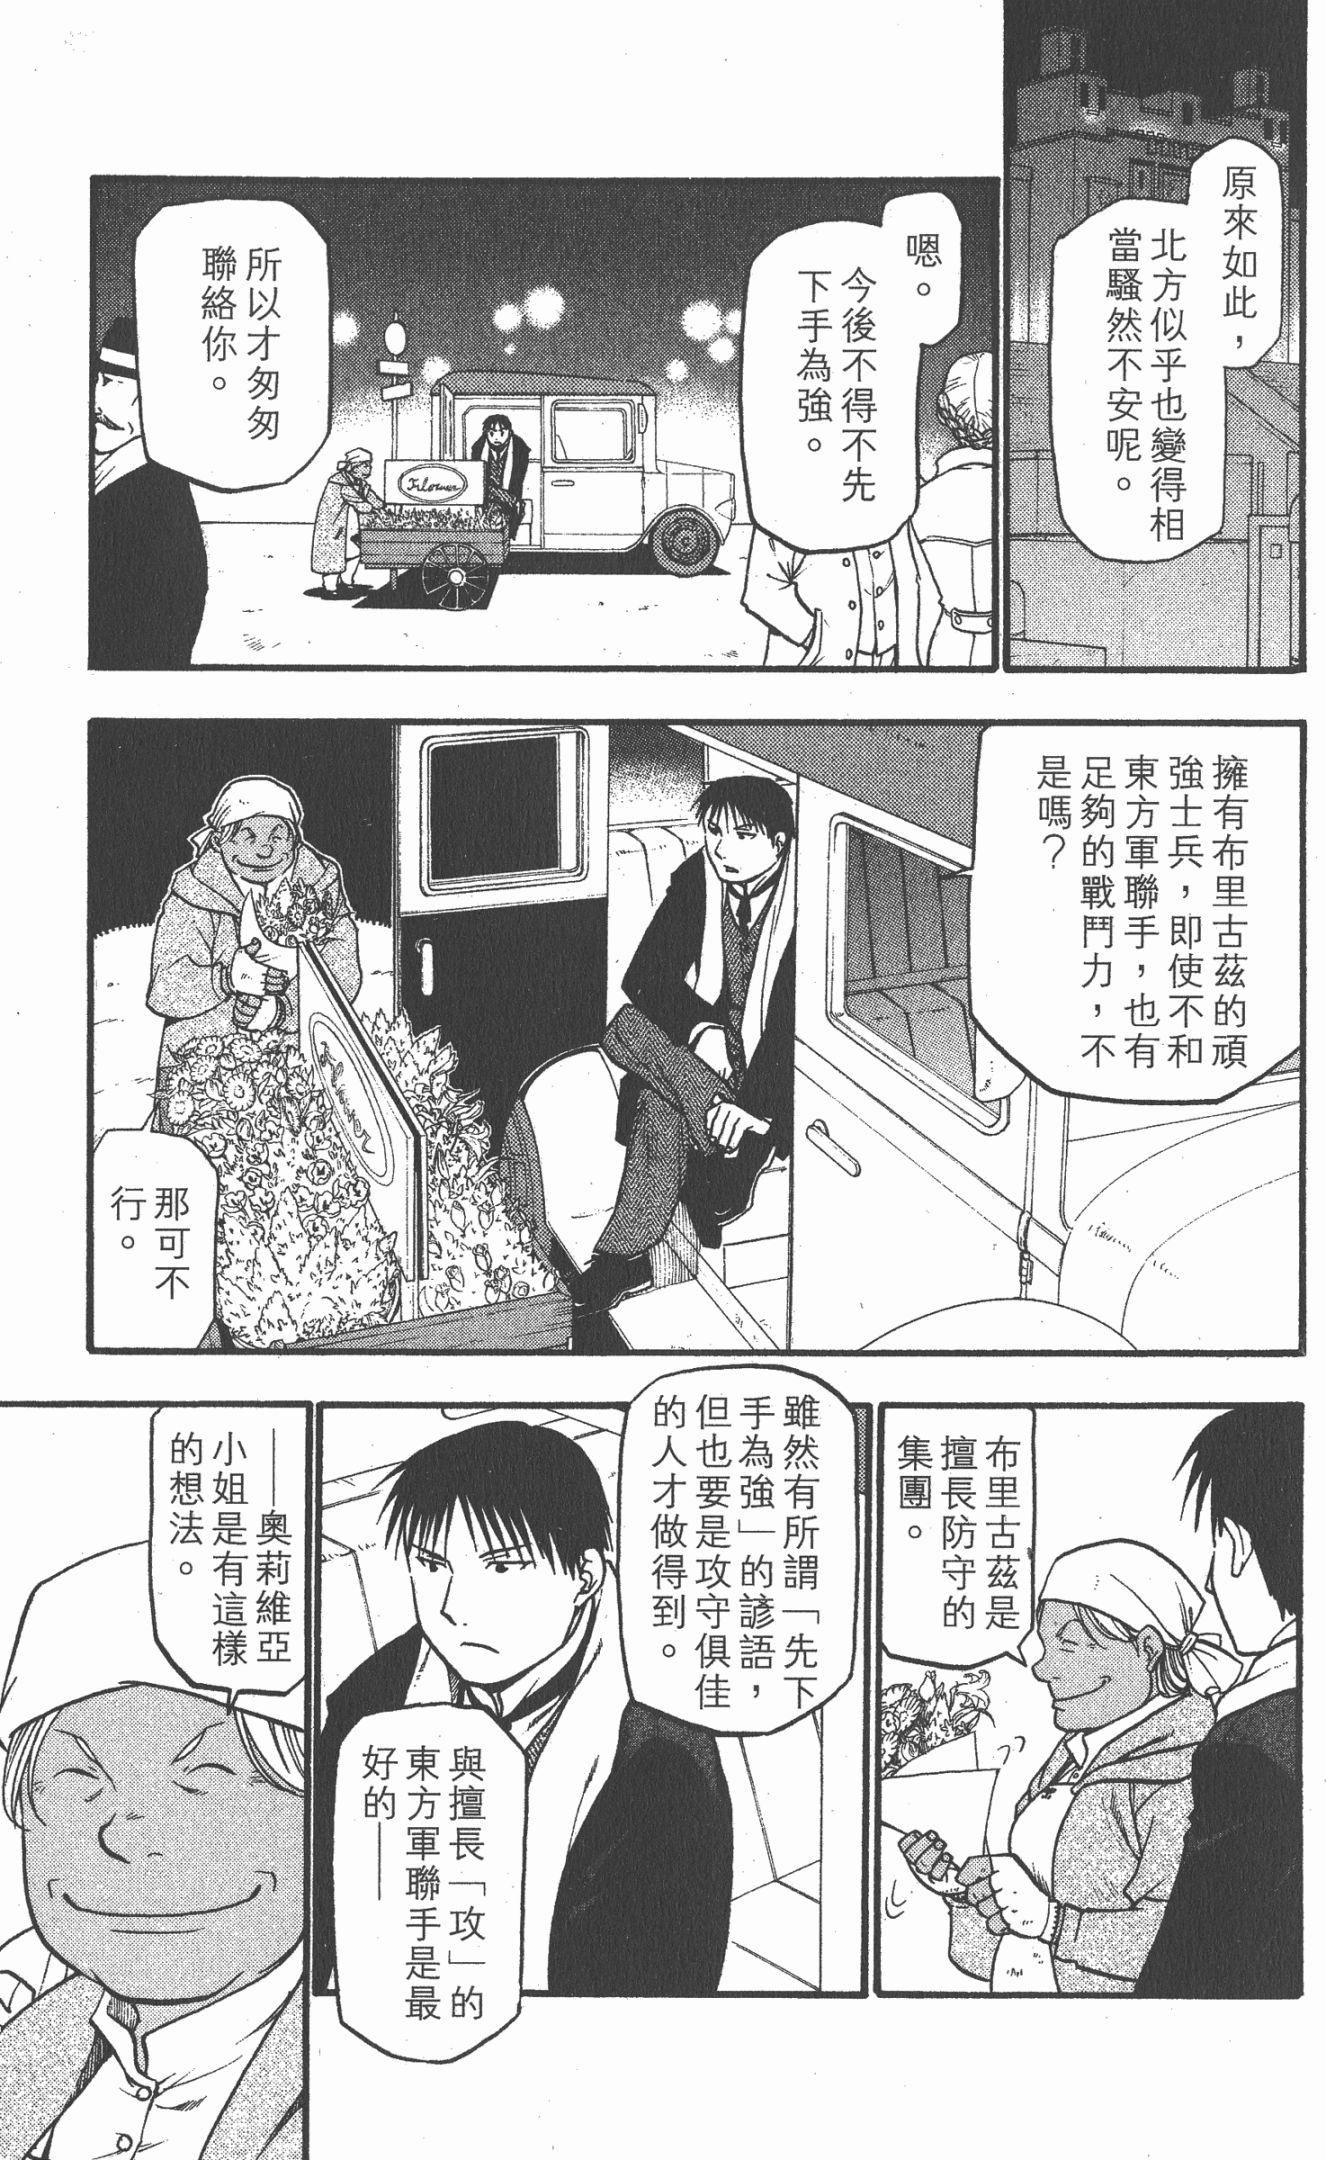 原來如此，
北方似乎也變得相
當騷然不安呢。
嗯。
今後不得不先
下手為強。
所以才匆匆
聯絡你。
擁有布里古茲的頑
強士兵，即使不和
東方軍聯手，也有
足夠的戰鬥力，不
是嗎？
那可不
行。
布里古茲是
擅長防守的
集團。
雖然有所謂「先下
手為強」的諺語，
但也要是攻守俱佳
的人才做得到。
與擅長「攻」的
東方軍聯手是最
好的——
——奧莉維亞
小姐是有這樣
的想法。